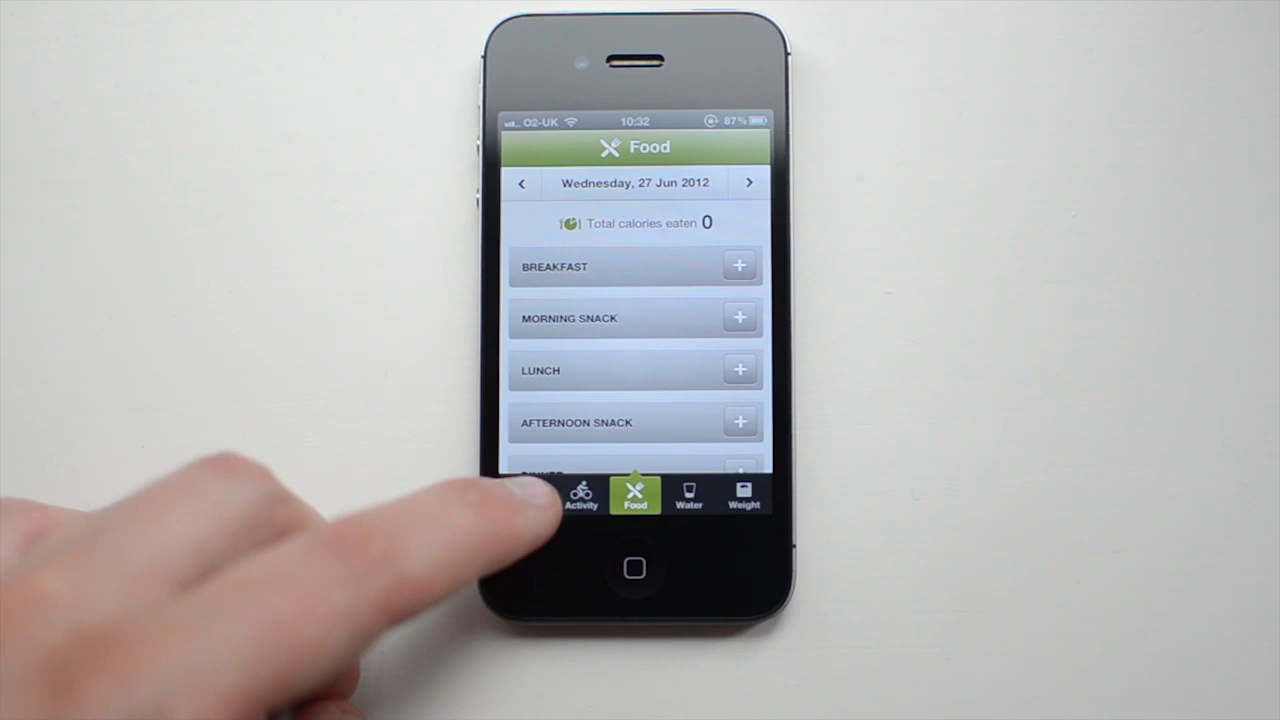 O2-UK 10:32 87%
Food
Wednesday, 27 Jun 2012
Total calories eaten 0
BREAKFAST
MORNING SNACK
LUNCH
AFTERNOON SNACK
DINNER
Activity Food Water Weight